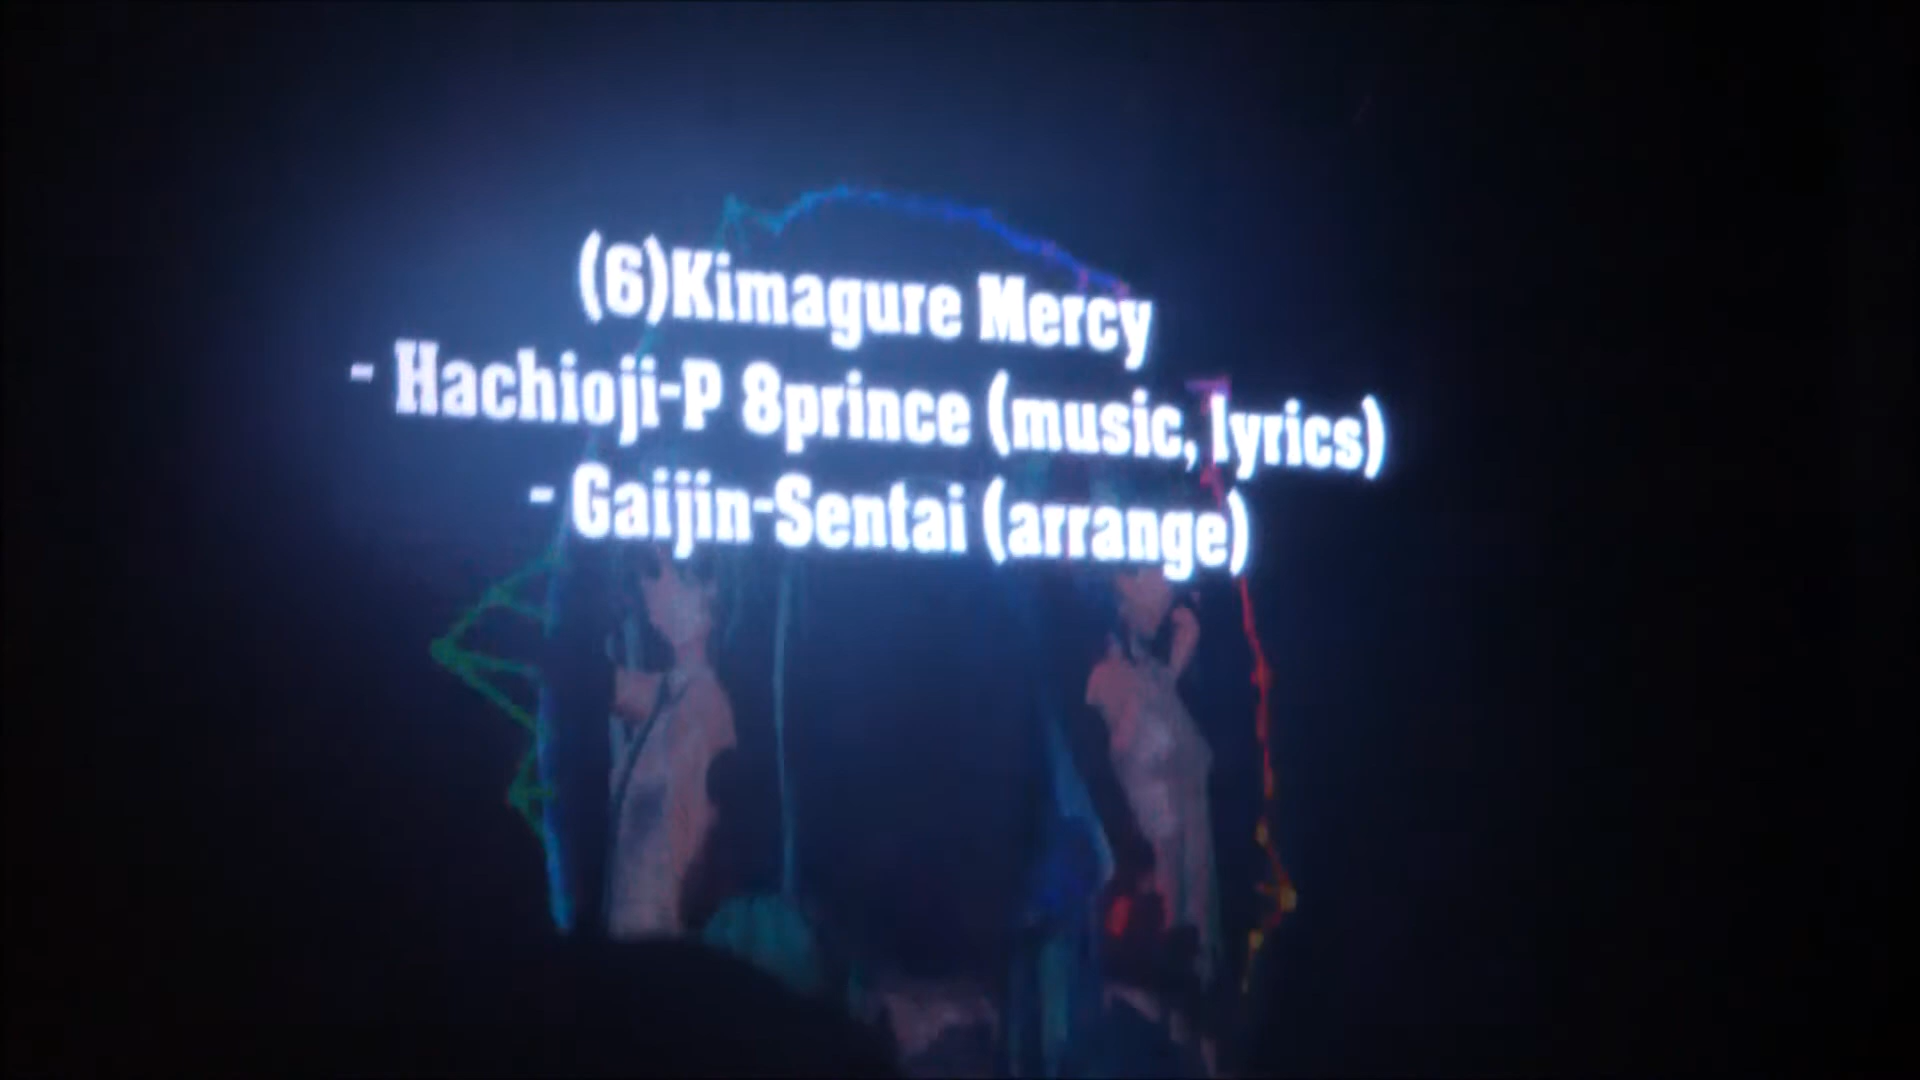 (6)Kimagure Mercy
- Hachioji-P 8prince (music, lyrics)
- Gaijin-Sentai (arrange)